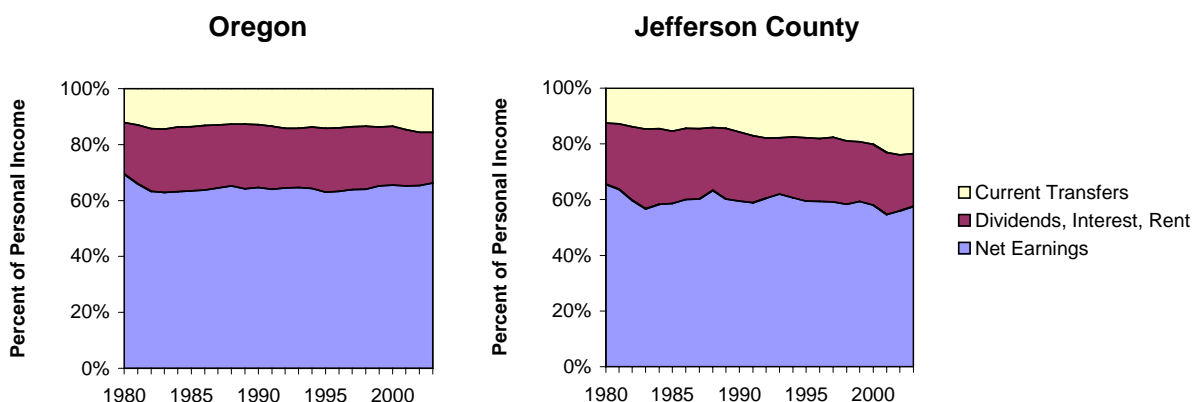 Oregon
Percent of Personal Income
100%
80%
60%
40%
20%
0%
1980 1985 1990 1995 2000
Jefferson County
Percent of Personal Income
100%
80%
60%
40%
20%
0%
1980 1985 1990 1995 2000
Current Transfers
Dividends, Interest, Rent
Net Earnings